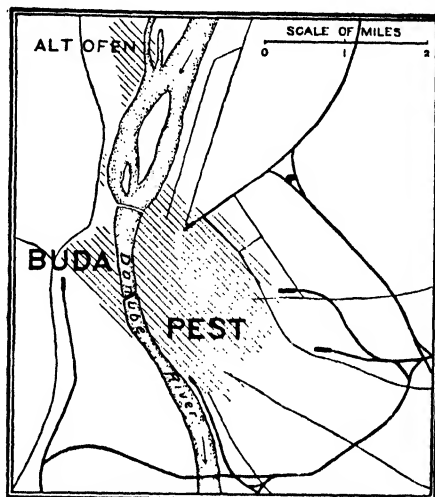 SCALE OF MILES
0 1 2
ALT OFEN
BUDA
PEST
Danube River